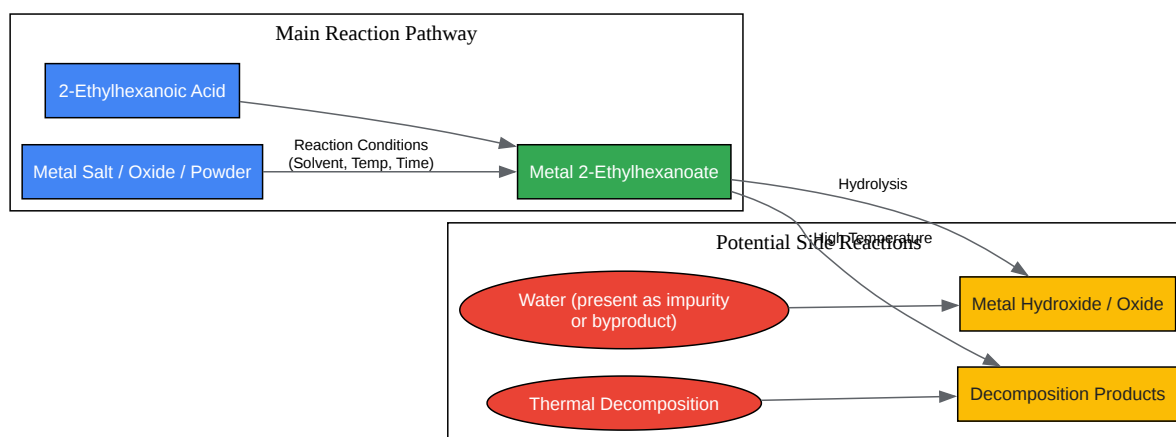 Main Reaction Pathway
2-Ethylhexanoic Acid
Metal Salt / Oxide / Powder
Reaction Conditions
(Solvent, Temp, Time)
Metal 2-Ethylhexanoate
Hydrolysis
High Temperature
Potential Side Reactions
Water (present as impurity
or byproduct)
Metal Hydroxide / Oxide
Thermal Decomposition
Decomposition Products